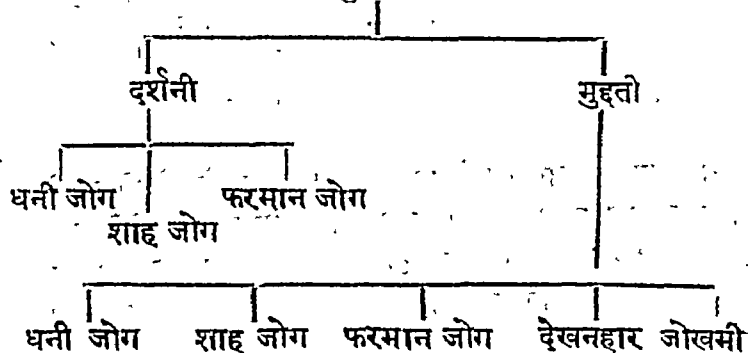 दर्शनी मुद्दती
धनी जोग फरमान जोग
शाह जोग
धनी जोग शाह जोग फरमान जोग देखनहार जोखमी